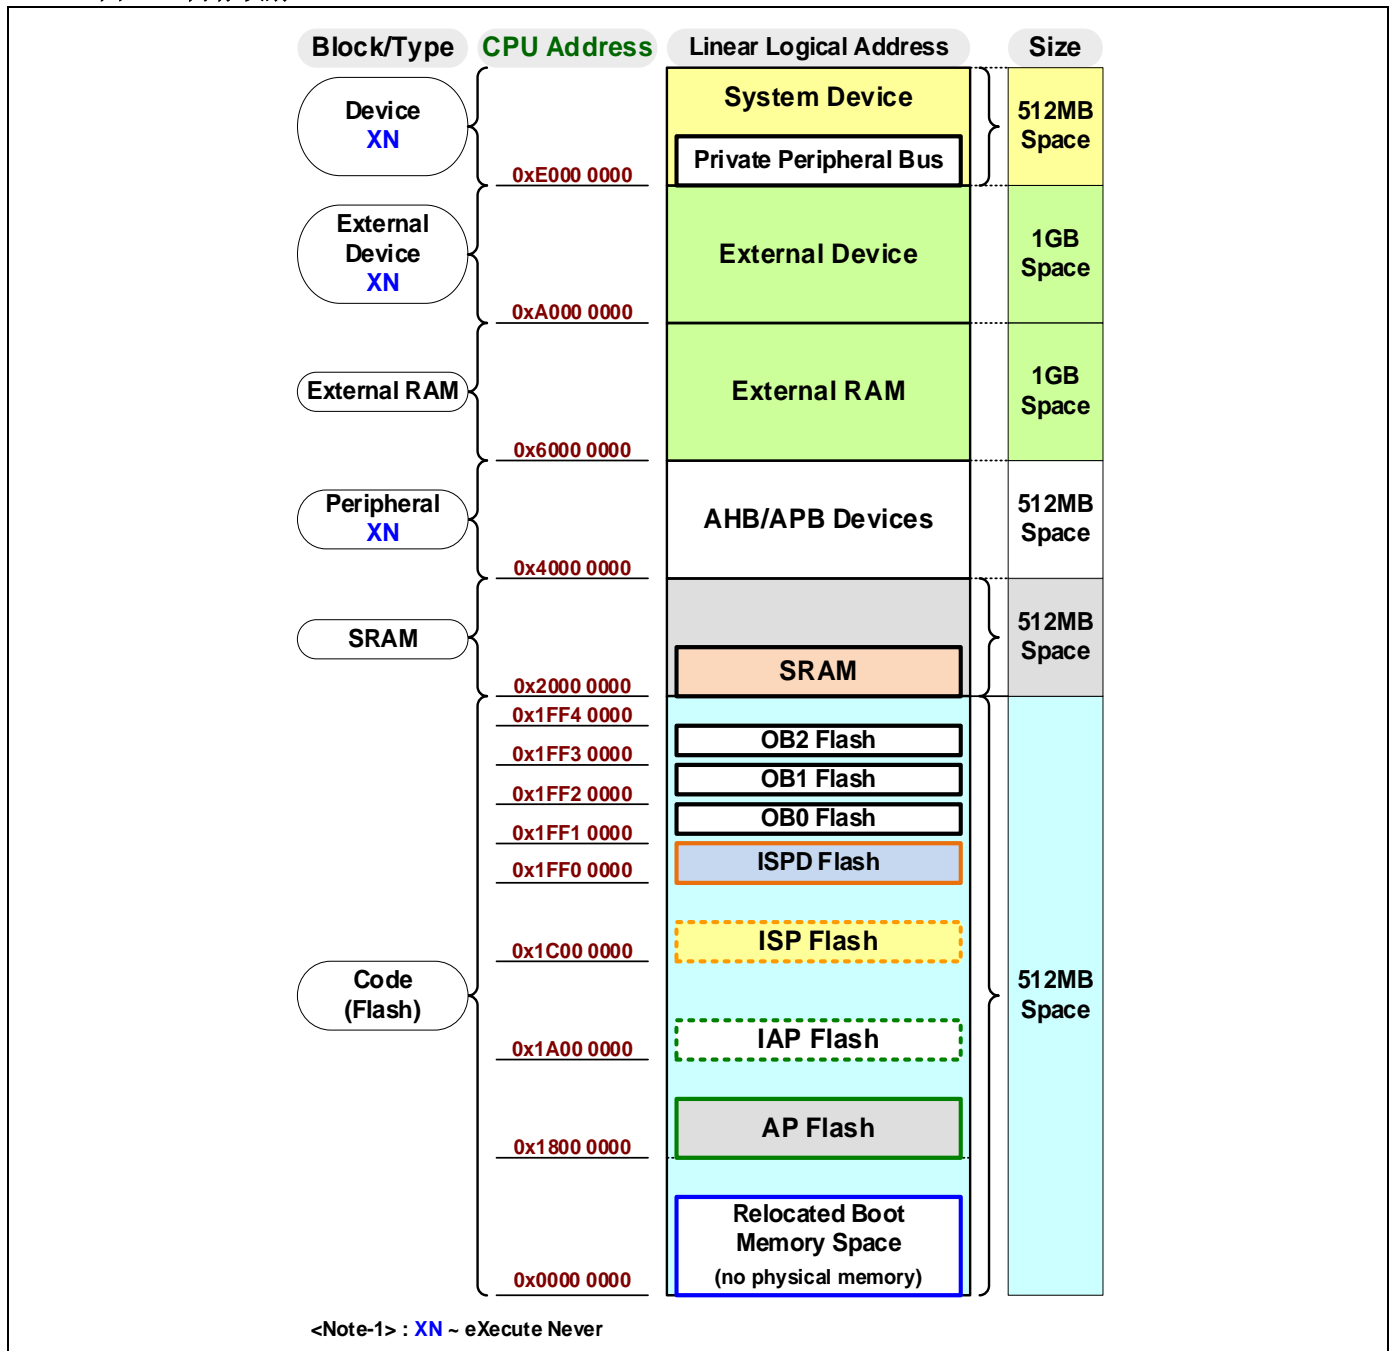 Block/Type CPU Address Linear Logical Address Size
Device
XN
System Device
Private Peripheral Bus
512MB
Space
0xE000 0000
External
Device
XN
External Device
1GB
Space
0xA000 0000
External RAM
External RAM
1GB
Space
0x6000 0000
Peripheral
XN
AHB/APB Devices
512MB
Space
0x4000 0000
SRAM
SRAM
512MB
Space
0x2000 0000
0x1FF4 0000
OB2 Flash
0x1FF3 0000
OB1 Flash
0x1FF2 0000
OB0 Flash
0x1FF1 0000
ISPD Flash
0x1FF0 0000
ISP Flash
0x1C00 0000
Code
(Flash)
512MB
Space
IAP Flash
0x1A00 0000
AP Flash
0x1800 0000
Relocated Boot
Memory Space
(no physical memory)
0x0000 0000
<Note-1> : XN ~ eXecute Never